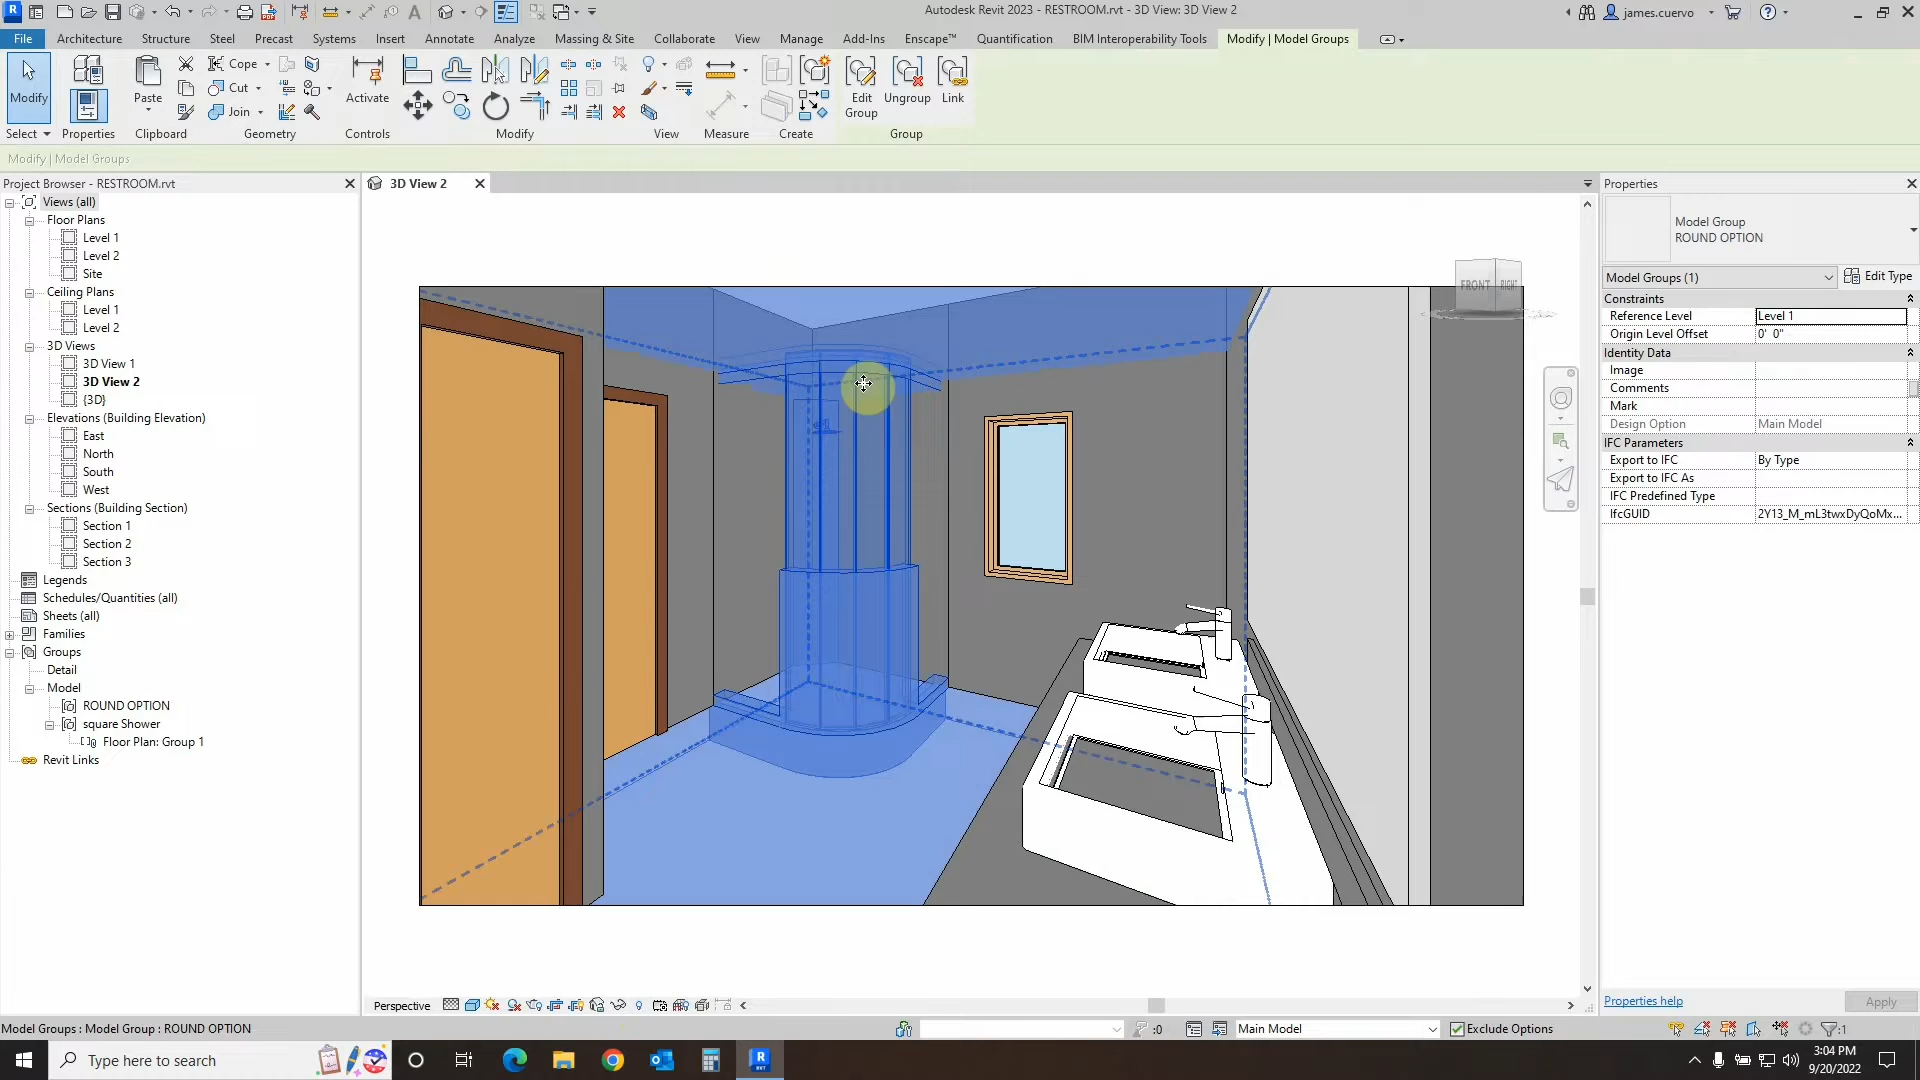 Autodesk Revit 2023 - RESTROOM.rvt - 3D View: 3D View 2
james.cuervo
File Architecture Structure Steel Precast Systems Insert Annotate Analyze Massing & Site Collaborate View Manage Add-Ins Enscape™ Quantification BIM Interoperability Tools Modify | Model Groups
Cope
Cut
Join
Modify
Paste
Activate
Edit
Group
Ungroup
Link
Select Properties Clipboard Geometry Controls Modify View Measure Create Group
Modify | Model Groups
Project Browser - RESTROOM.rvt
3D View 2
Properties
Views (all)
Floor Plans
Level 1
Level 2
Site
Ceiling Plans
Level 1
Level 2
3D Views
3D View 1
3D View 2
{3D}
Elevations (Building Elevation)
East
North
South
West
Sections (Building Section)
Section 1
Section 2
Section 3
Legends
Schedules/Quantities (all)
Sheets (all)
Families
Groups
Detail
Model
ROUND OPTION
square Shower
Floor Plan: Group 1
Revit Links
FRONT
RIGHT
Model Group
ROUND OPTION
Model Groups (1)
Edit Type
Constraints
Reference Level Level 1
Origin Level Offset 0' 0"
Identity Data
Image
Comments
Mark
Design Option Main Model
IFC Parameters
Export to IFC By Type
Export to IFC As
IFC Predefined Type
IfcGUID 2Y13_M_mL3twxDyQoMx...
Properties help
Apply
Perspective
Model Groups : Model Group : ROUND OPTION
:0
Main Model
Exclude Options
:1
Type here to search
3:04 PM
9/20/2022